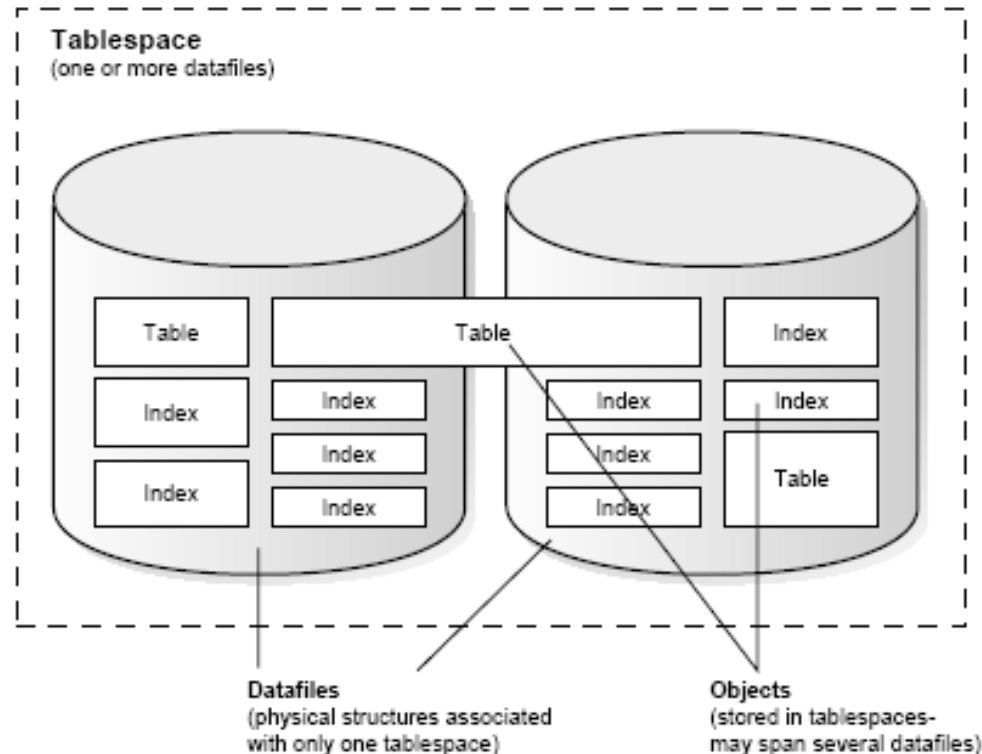 Tablespace
(one or more datafiles)
Table
Table
Index
Index
Index
Index
Index
Index
Index
Index
Table
Index
Index
Index
Datafiles
(physical structures associated
with only one tablespace)
Objects
(stored in tablespaces-
may span several datafiles)